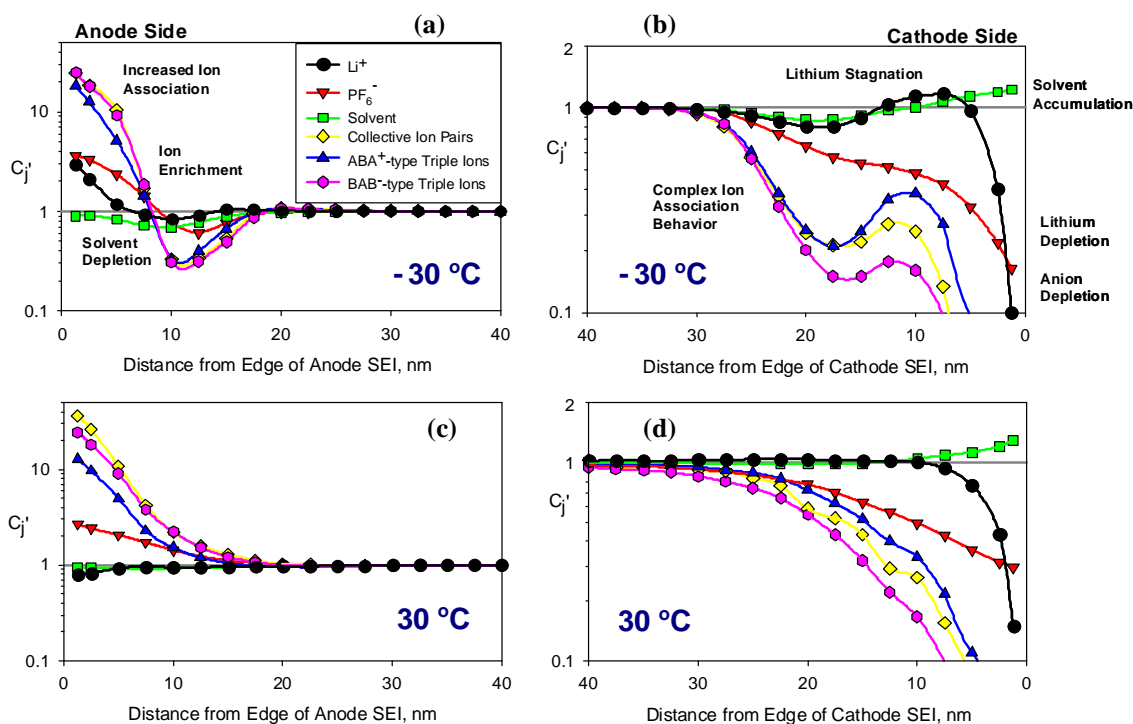 Anode Side
(a)
10
1
0.1
Cj'
Increased Ion
Association
Ion
Enrichment
Solvent
Depletion
Li+
PF6-
Solvent
Collective Ion Pairs
ABA+-type Triple Ions
BAB--type Triple Ions
- 30 ºC
0 10 20 30 40
Distance from Edge of Anode SEI, nm
(b)
Cathode Side
2
1
0.1
Cj'
Lithium Stagnation
Complex Ion
Association
Behavior
Solvent
Accumulation
Lithium
Depletion
Anion
Depletion
- 30 ºC
40 30 20 10 0
Distance from Edge of Cathode SEI, nm
(c)
10
1
0.1
Cj'
30 ºC
0 10 20 30 40
Distance from Edge of Anode SEI, nm
(d)
2
1
0.1
Cj'
30 ºC
40 30 20 10 0
Distance from Edge of Cathode SEI, nm